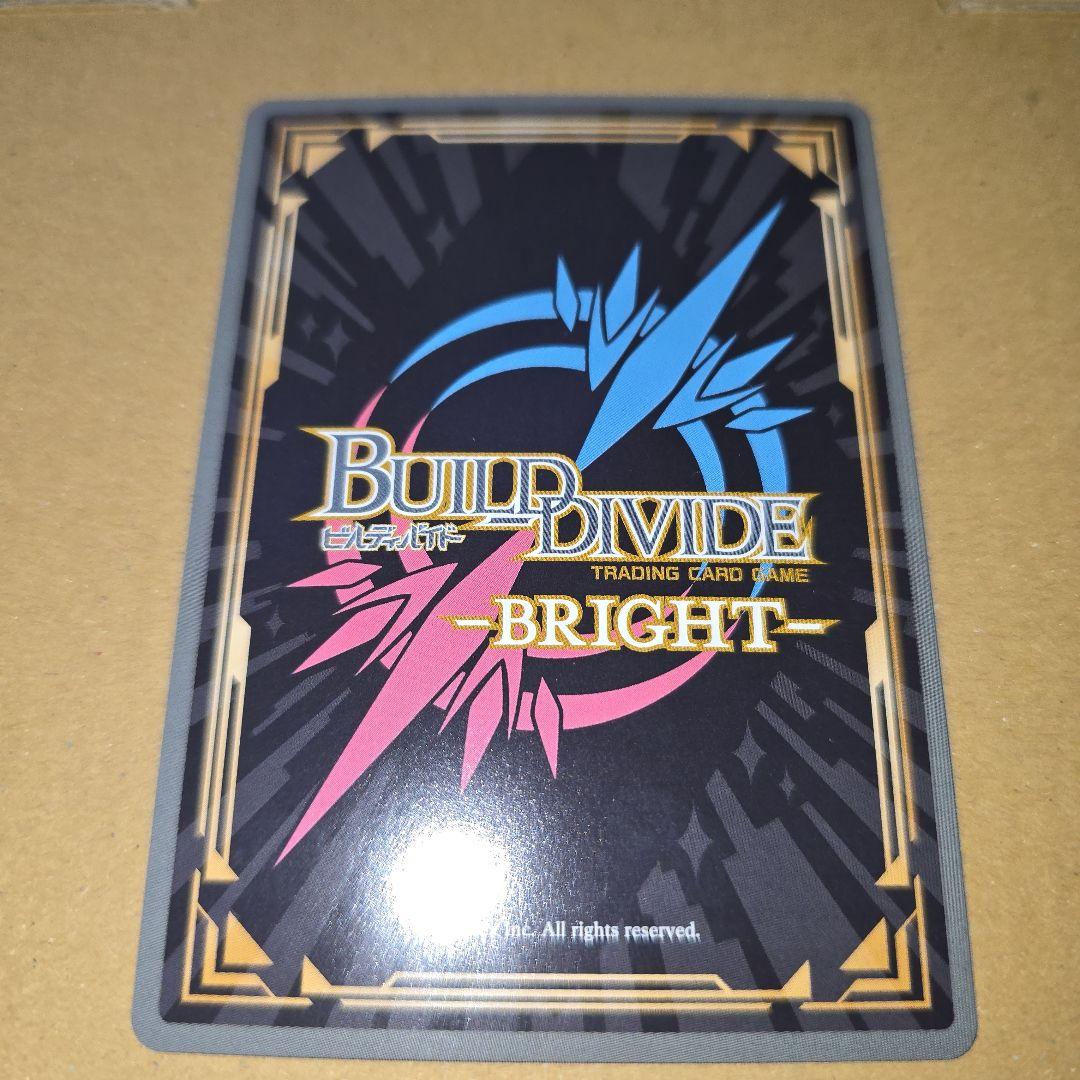 BUILD DIVIDE
ビルディバイド
TRADING CARD GAME
-BRIGHT-
Inc. All rights reserved.